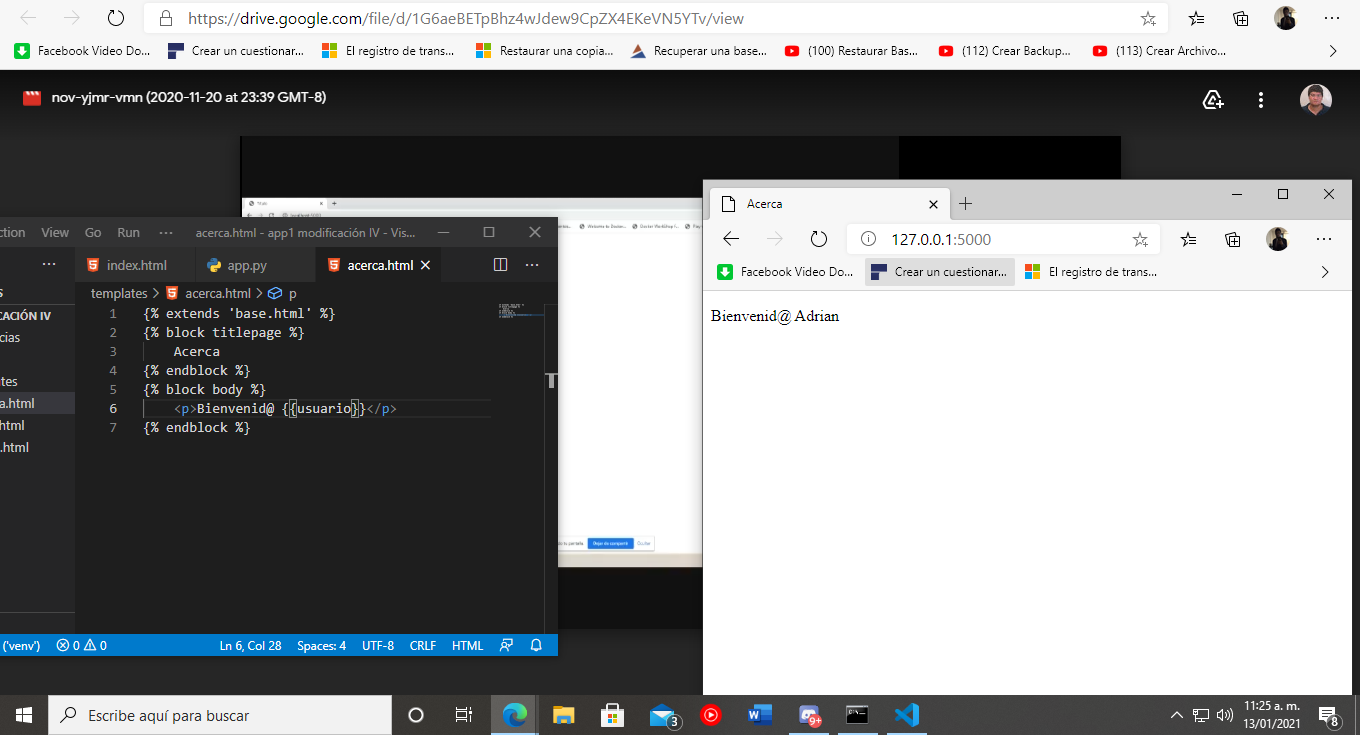 https://drive.google.com/file/d/1G6aeBETpBhz4wJdew9CpZX4EKeVN5YTv/view
Facebook Video Do... Crear un cuestionar... El registro de trans... Restaurar una copia... Recuperar una base... (100) Restaurar Bas... (112) Crear Backup... (113) Crear Archivo...
nov-yjmr-vmn (2020-11-20 at 23:39 GMT-8)
ction View Go Run ··· acerca.html - app1 modificación IV - Vis...
index.html app.py acerca.html
templates > acerca.html > p
CACIÓN IV
cias
tes
a.html
html
.html
1 {% extends 'base.html' %}
2 {% block titlepage %}
3 Acerca
4 {% endblock %}
5 {% block body %}
6 <p>Bienvenid@ {{usuario}}</p>
7 {% endblock %}
('venv') 0 0 Ln 6, Col 28 Spaces: 4 UTF-8 CRLF HTML
Acerca
127.0.0.1:5000
Facebook Video Do... Crear un cuestionar... El registro de trans...
Bienvenid@ Adrian
Escribe aquí para buscar
3
9+
11:25 a. m.
13/01/2021
8